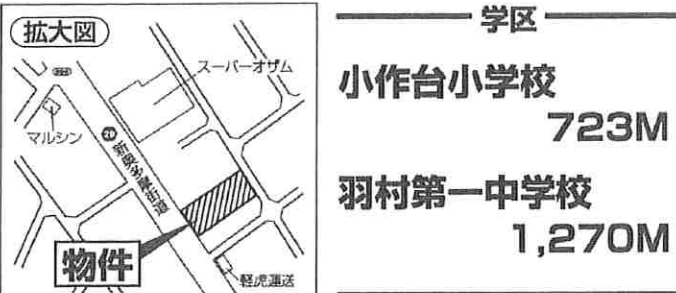 拡大図
スーパーオザム
マルシン
新奥多摩街道
物件
軽虎運送
学区
小作台小学校
723M
羽村第一中学校
1,270M